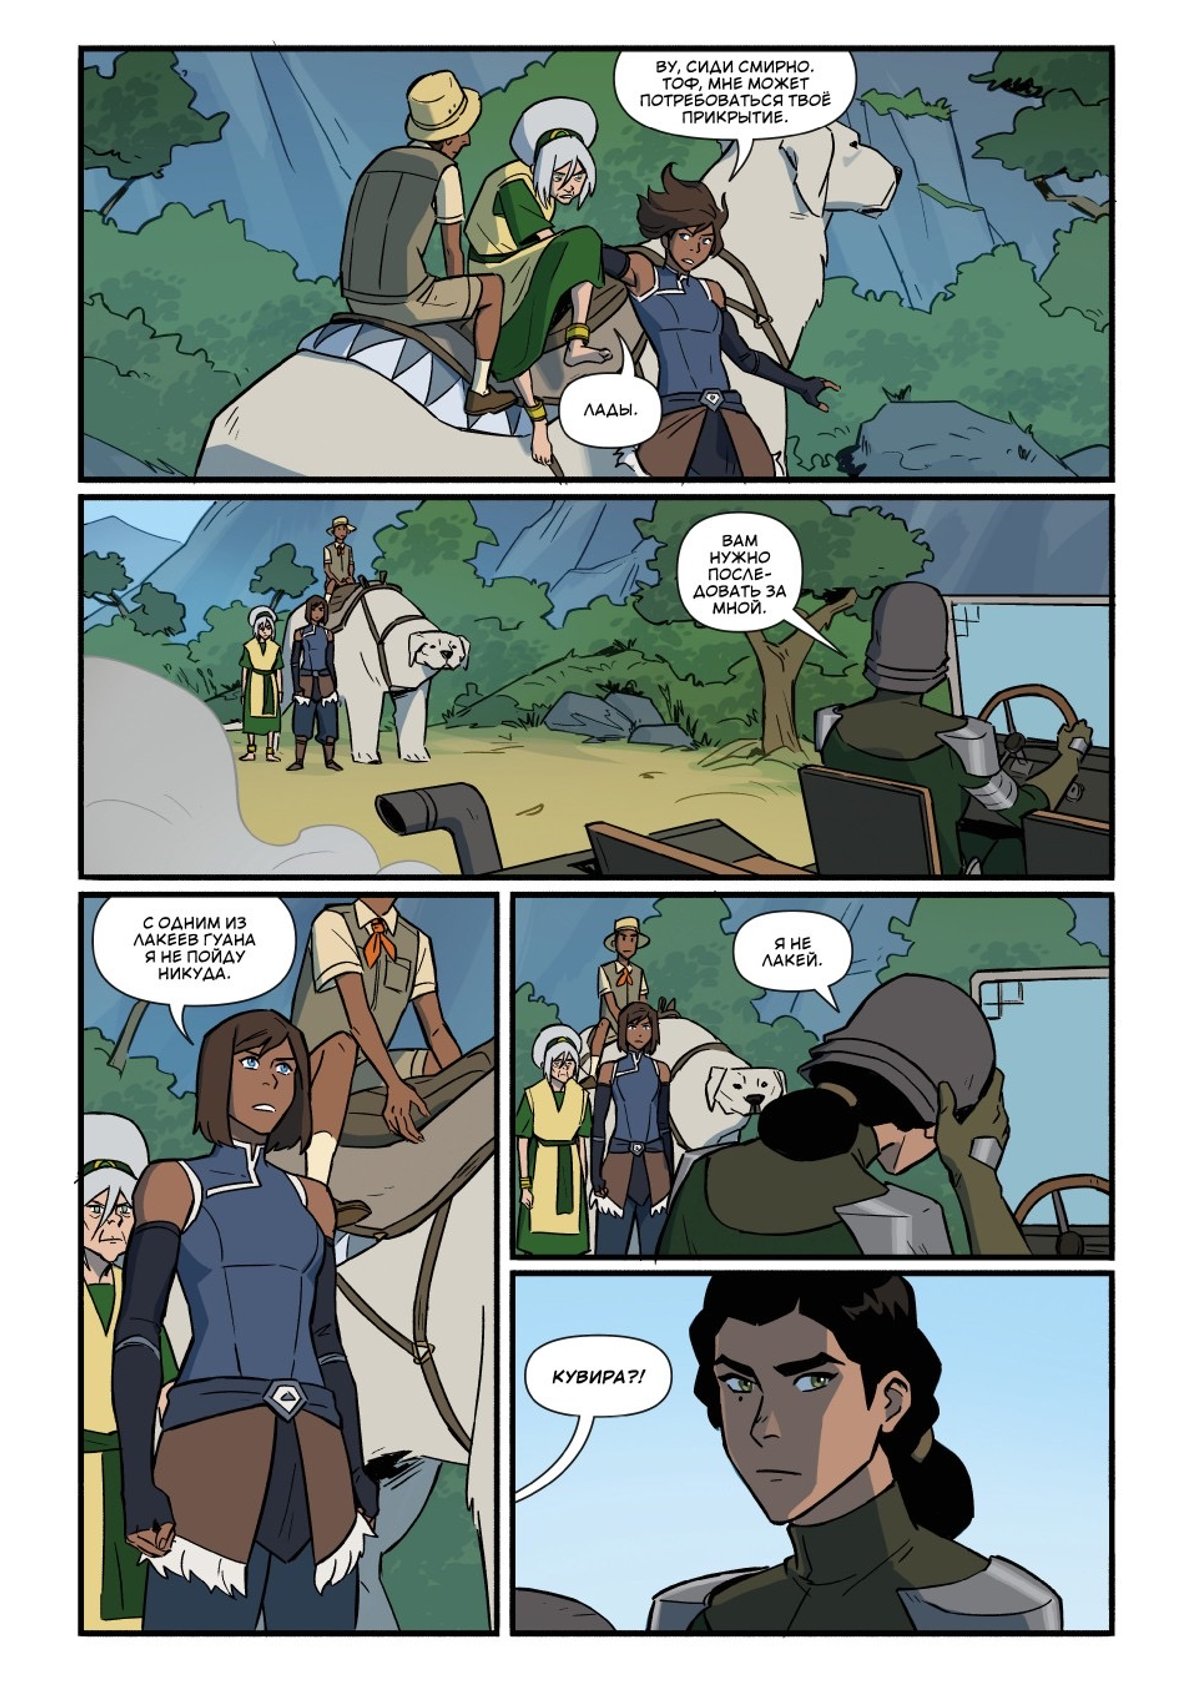 ВУ, СИДИ СМИРНО.
ТОФ, МНЕ МОЖЕТ
ПОТРЕБОВАТЬСЯ ТВОЁ
ПРИКРЫТИЕ.
ЛАДЫ.
ВАМ
НУЖНО
ПОСЛЕ-
ДОВАТЬ ЗА
МНОЙ.
С ОДНИМ ИЗ
ЛАКЕЕВ ГУАНА
Я НЕ ПОЙДУ
НИКУДА.
Я НЕ
ЛАКЕЙ.
КУВИРА?!